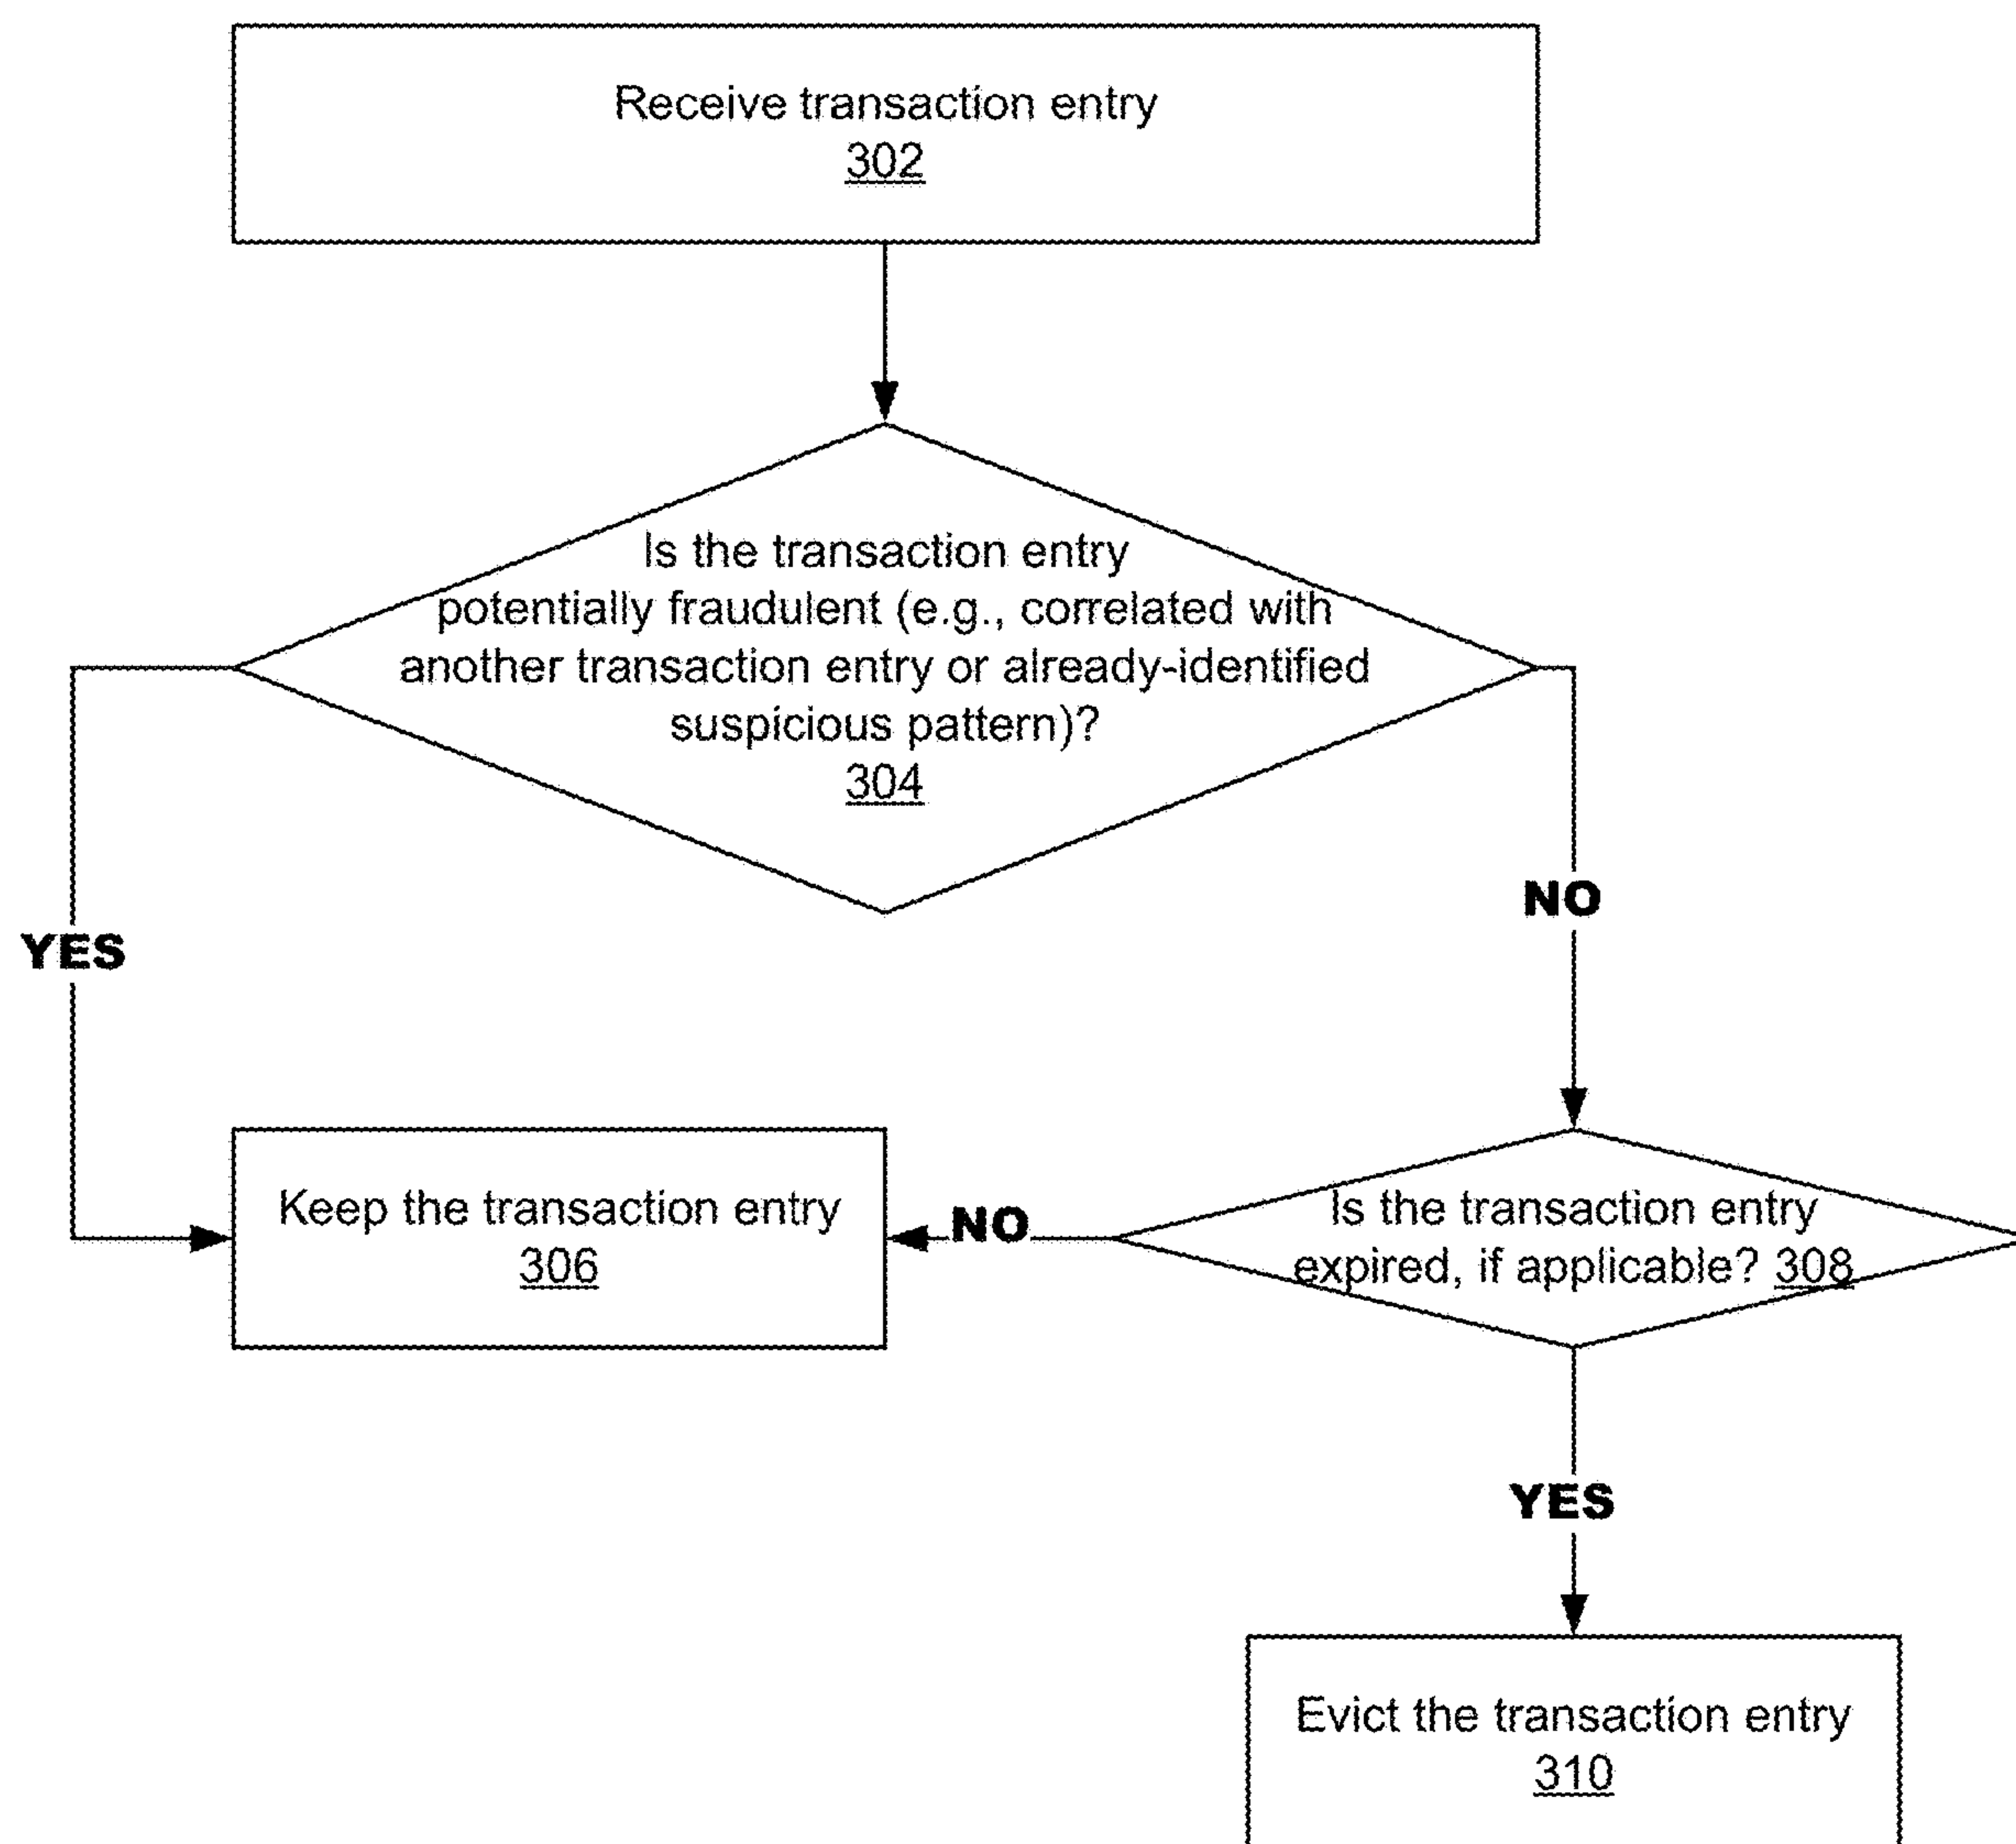 Receive transaction entry
302
Is the transaction entry
potentially fraudulent (e.g., correlated with
another transaction entry or already-identified
suspicious pattern)?
304
YES
NO
Keep the transaction entry
306
NO
Is the transaction entry
expired, if applicable? 308
YES
Evict the transaction entry
310